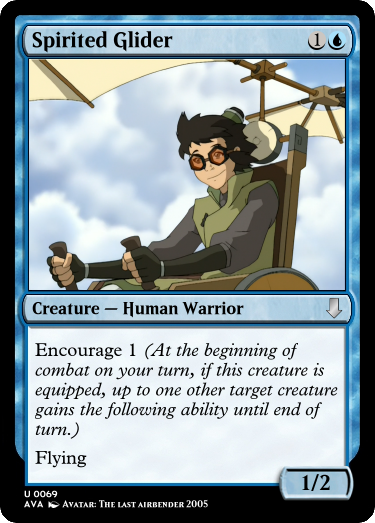 Spirited Glider 1
Creature — Human Warrior
Encourage 1 (At the beginning of
combat on your turn, if this creature is
equipped, up to one other target creature
gains the following ability until end of
turn.)
Flying
1/2
U 0069
AVA Avatar: The last airbender 2005